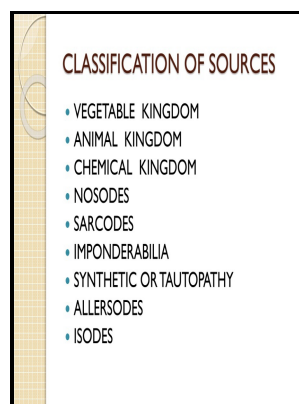 CLASSIFICATION OF SOURCES
VEGETABLE KINGDOM
ANIMAL KINGDOM
CHEMICAL KINGDOM
NOSODES
SARCODES
IMPONDERABILIA
SYNTHETIC OR TAUTOPATHY
ALLERSODES
ISODES